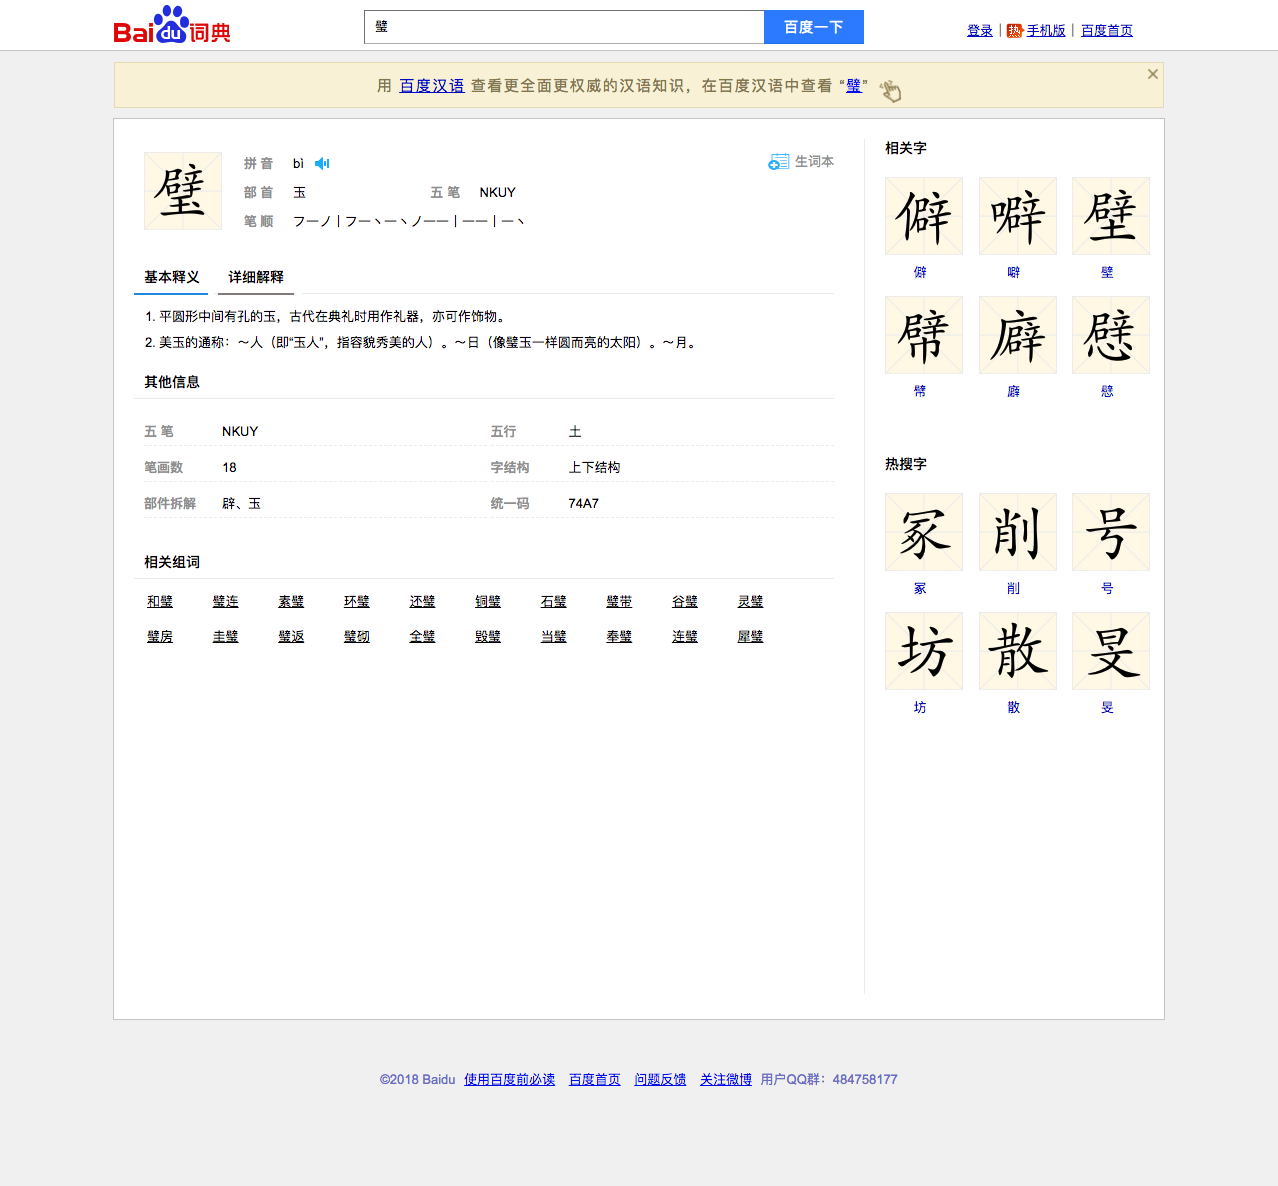 Baidu词典
璧
百度一下
登录 | 热 手机版 | 百度首页
用 百度汉语 查看更全面更权威的汉语知识，在百度汉语中查看 “璧”
璧
拼 音 bì
生词本
部 首 玉 五 笔 NKUY
笔 顺 フ一ノ丨フ一丶一丶ノ一一丨一一丨一丶
基本释义 详细解释
1. 平圆形中间有孔的玉，古代在典礼时用作礼器，亦可作饰物。
2. 美玉的通称：～人（即“玉人”，指容貌秀美的人）。～日（像璧玉一样圆而亮的太阳）。～月。
其他信息
五 笔 NKUY 五行 土
笔画数 18 字结构 上下结构
部件拆解 辟、玉 统一码 74A7
相关组词
和璧 璧连 素璧 环璧 还璧 铜璧 石璧 璧带 谷璧 灵璧
璧房 圭璧 璧返 璧砌 全璧 毁璧 当璧 奉璧 连璧 犀璧
相关字
僻 噼 壁
僻 噼 壁
幦 廦 憵
幦 廦 憵
热搜字
冢 削 号
冢 削 号
坊 散 旻
坊 散 旻
©2018 Baidu 使用百度前必读 百度首页 问题反馈 关注微博 用户QQ群：484758177